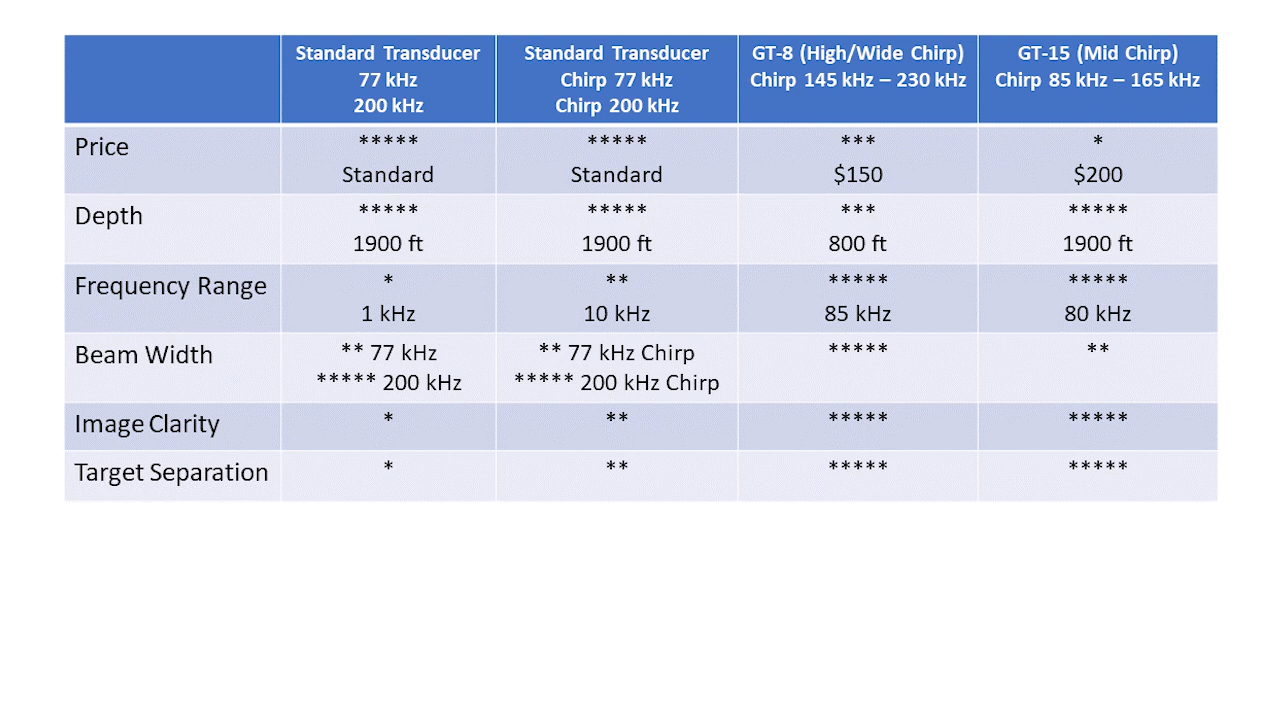 Standard Transducer
77 kHz
200 kHz
Standard Transducer
Chirp 77 kHz
Chirp 200 kHz
GT-8 (High/Wide Chirp)
Chirp 145 kHz – 230 kHz
GT-15 (Mid Chirp)
Chirp 85 kHz – 165 kHz
Price
*****
Standard
*****
Standard
***
$150
*
$200
Depth
*****
1900 ft
*****
1900 ft
***
800 ft
*****
1900 ft
Frequency Range
*
1 kHz
**
10 kHz
*****
85 kHz
*****
80 kHz
Beam Width
** 77 kHz
***** 200 kHz
** 77 kHz Chirp
***** 200 kHz Chirp
*****
**
Image Clarity
*
**
*****
*****
Target Separation
*
**
*****
*****